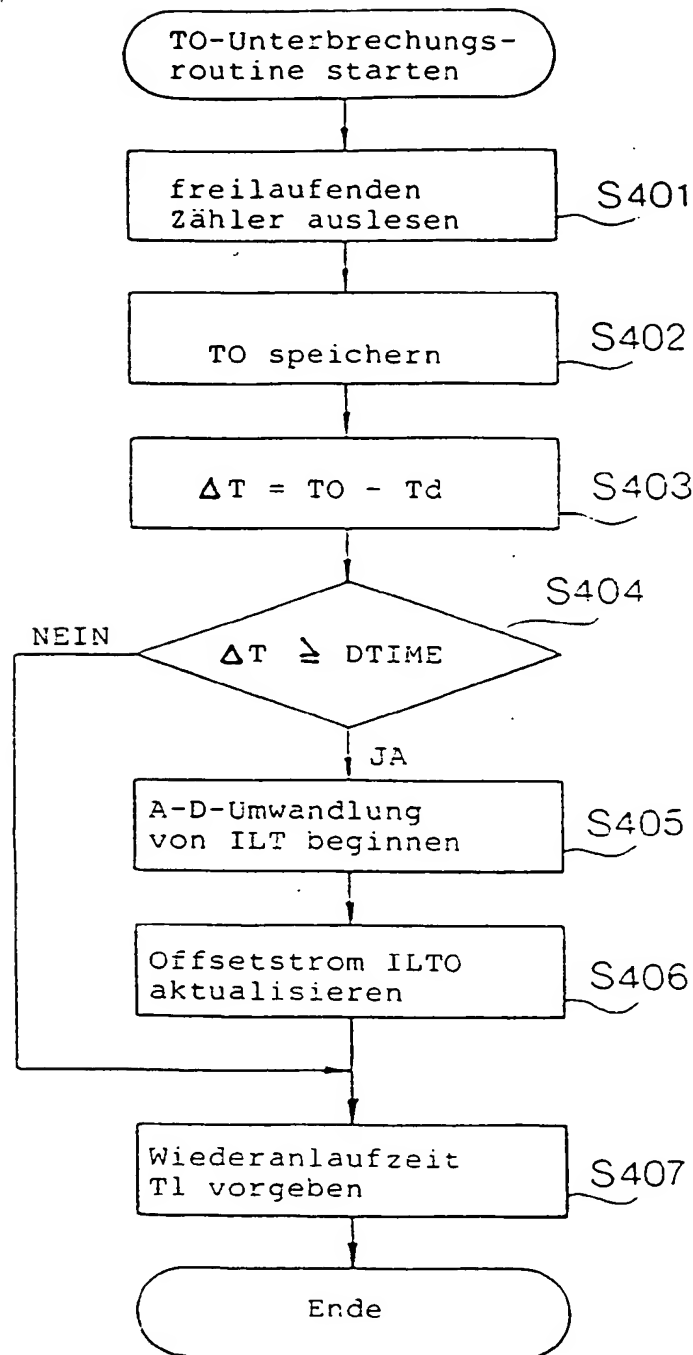 TO-Unterbrechungs-
routine starten
freilaufenden
Zähler auslesen
S401
TO speichern
S402
ΔT = TO - Td
S403
S404
NEIN
ΔT ≧ DTIME
JA
A-D-Umwandlung
von ILT beginnen
S405
Offsetstrom ILTO
aktualisieren
S406
Wiederanlaufzeit
T1 vorgeben
S407
Ende